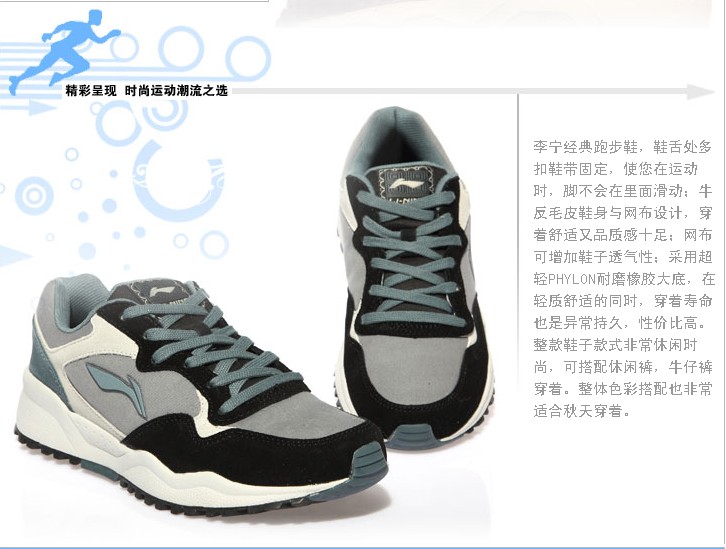 精彩呈现 时尚运动潮流之选
李宁经典跑步鞋，鞋舌处多
扣鞋带固定，使您在运动
时，脚不会在里面滑动；牛
反毛皮鞋身与网布设计，穿
着舒适又品质感十足；网布
可增加鞋子透气性；采用超
轻PHYLON耐磨橡胶大底，在
轻质舒适的同时，穿着寿命
也是异常持久，性价比高。
整款鞋子款式非常休闲时
尚，可搭配休闲裤，牛仔裤
穿着。整体色彩搭配也非常
适合秋天穿着。